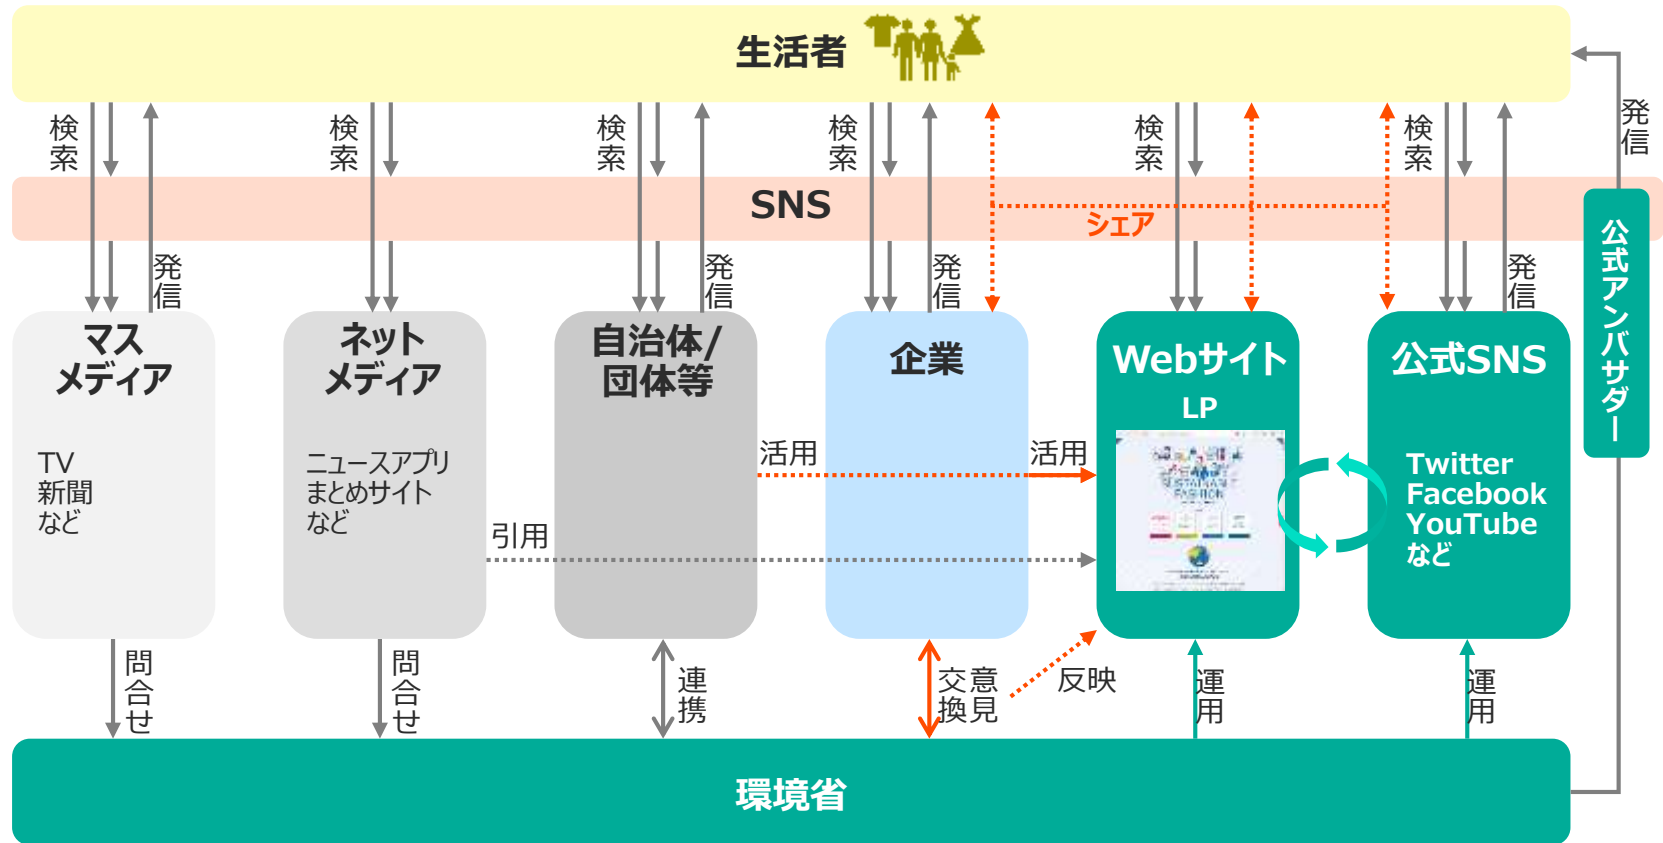 生活者
検索
検索
検索
検索
検索
検索
発信
SNS
シェア
公式アンバサダー
発信
発信
発信
発信
マス
メディア
TV
新聞
など
ネット
メディア
ニュースアプリ
まとめサイト
など
自治体/
団体等
企業
Webサイト
LP
SUSTAINABLE
FASHION
公式SNS
Twitter
Facebook
YouTube
など
活用
活用
引用
問合せ
問合せ
連携
意見
交換
反映
運用
運用
環境省